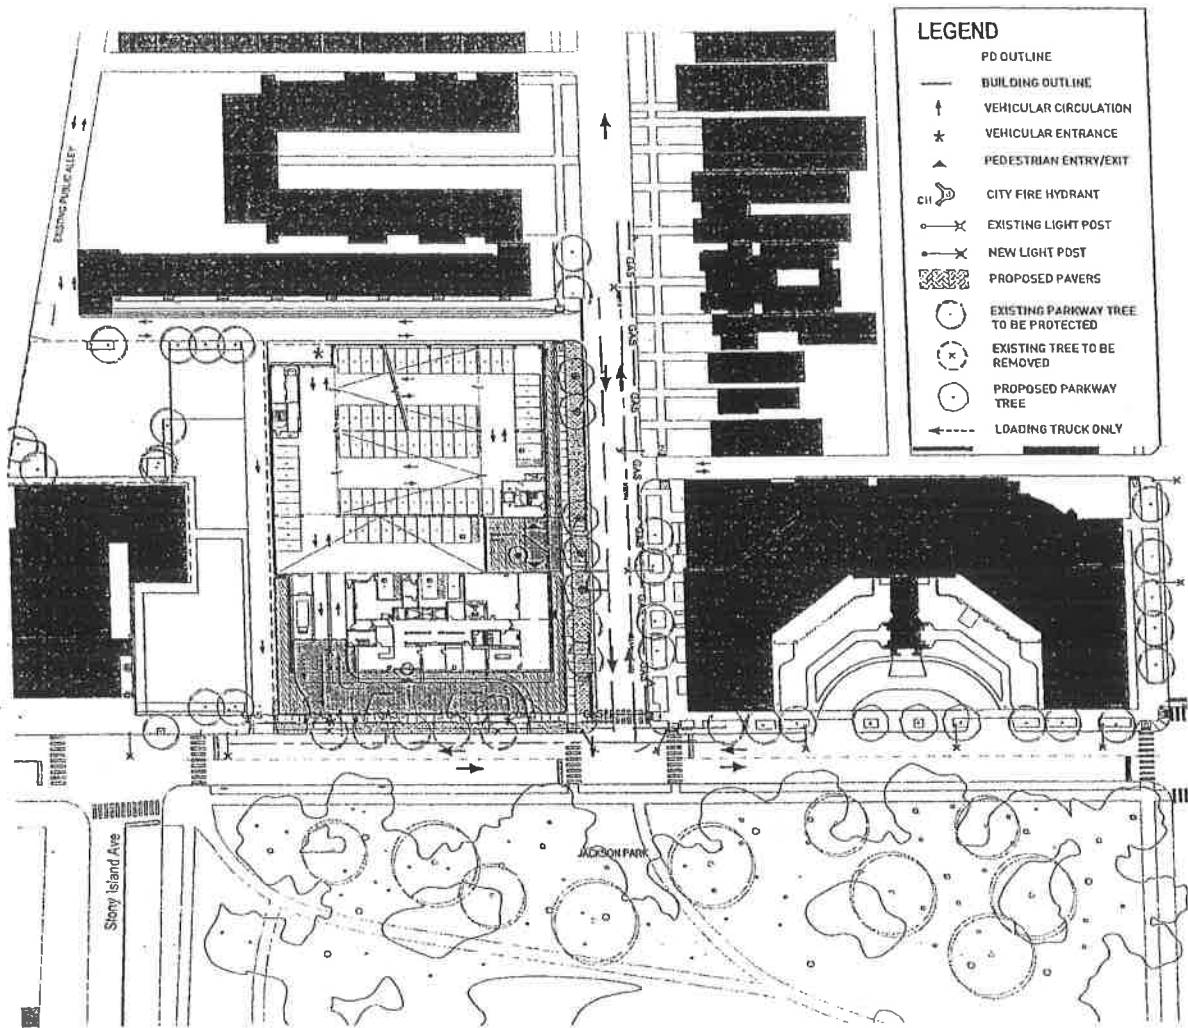 LEGEND
PD OUTLINE
BUILDING OUTLINE
VEHICULAR CIRCULATION
VEHICULAR ENTRANCE
PEDESTRIAN ENTRY/EXIT
CH
CITY FIRE HYDRANT
EXISTING LIGHT POST
NEW LIGHT POST
PROPOSED PAVERS
EXISTING PARKWAY TREE
TO BE PROTECTED
EXISTING TREE TO BE
REMOVED
PROPOSED PARKWAY
TREE
LOADING TRUCK ONLY
EXISTING PUBLIC ALLEY
GAS
GAS
GAS
GAS
JACKSON PARK
Stony Island Ave